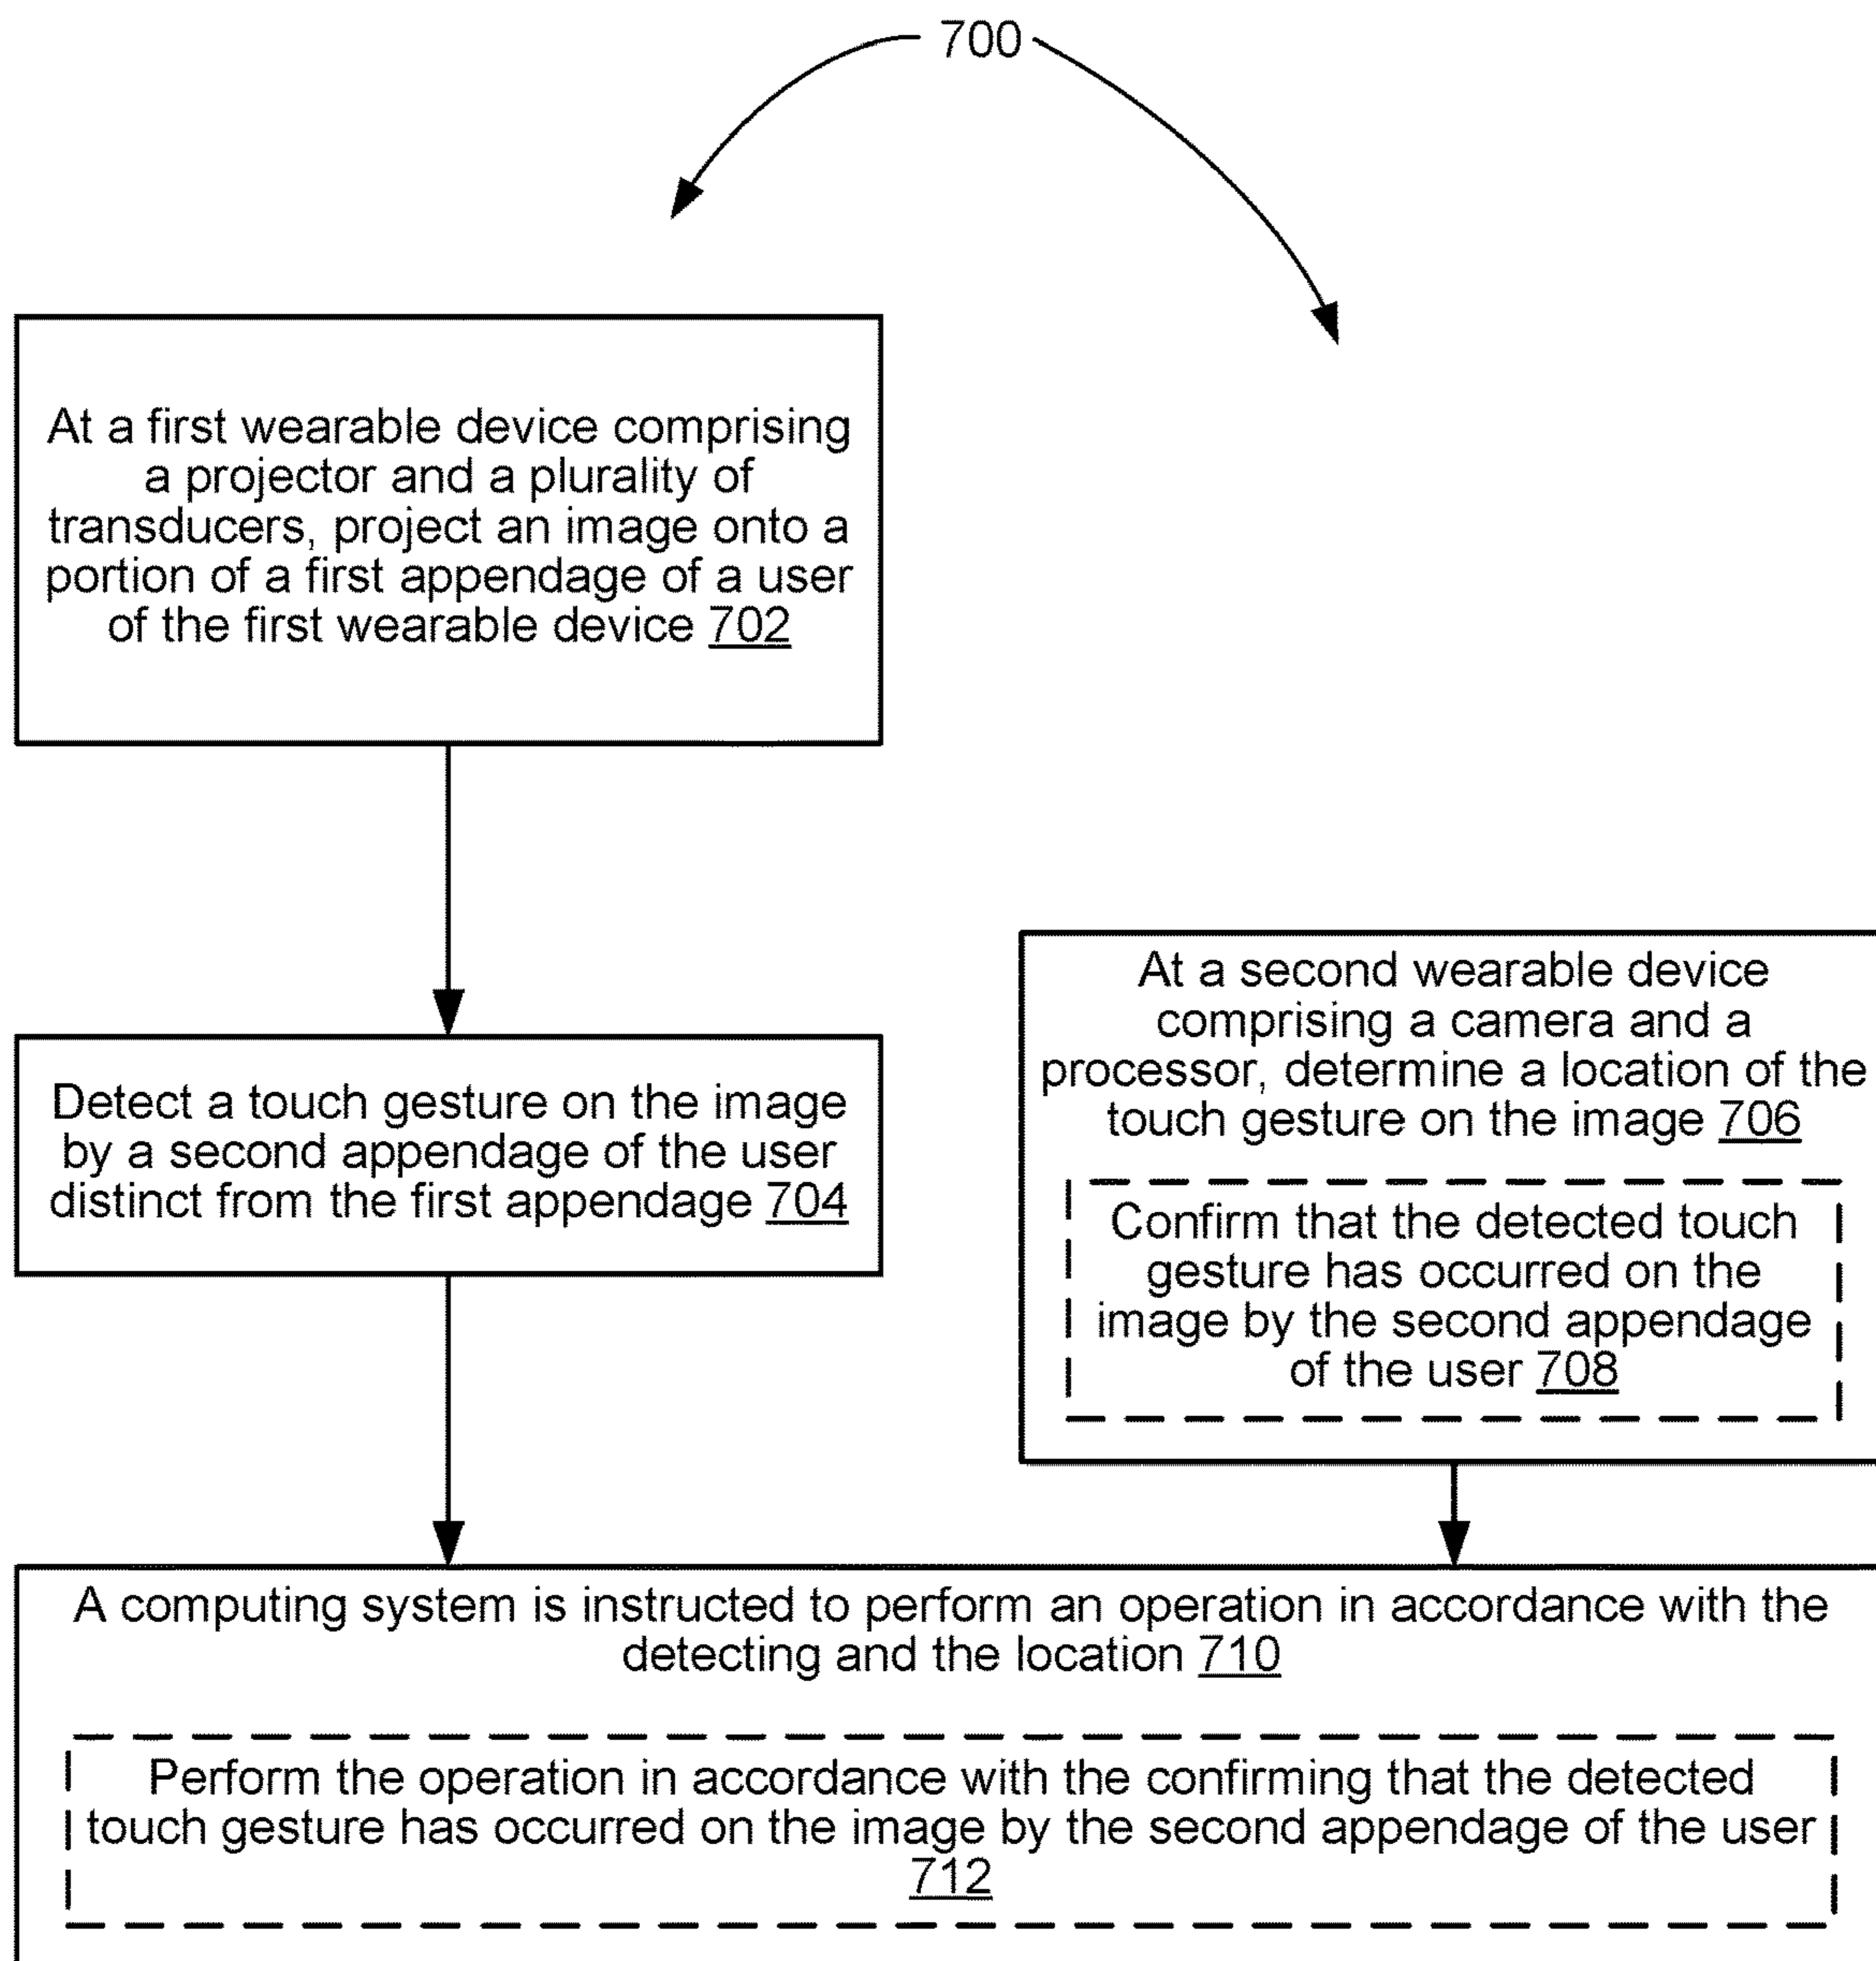 700
At a first wearable device comprising
a projector and a plurality of
transducers, project an image onto a
portion of a first appendage of a user
of the first wearable device 702
Detect a touch gesture on the image
by a second appendage of the user
distinct from the first appendage 704
At a second wearable device
comprising a camera and a
processor, determine a location of the
touch gesture on the image 706
Confirm that the detected touch
gesture has occurred on the
image by the second appendage
of the user 708
A computing system is instructed to perform an operation in accordance with the
detecting and the location 710
Perform the operation in accordance with the confirming that the detected
touch gesture has occurred on the image by the second appendage of the user
712